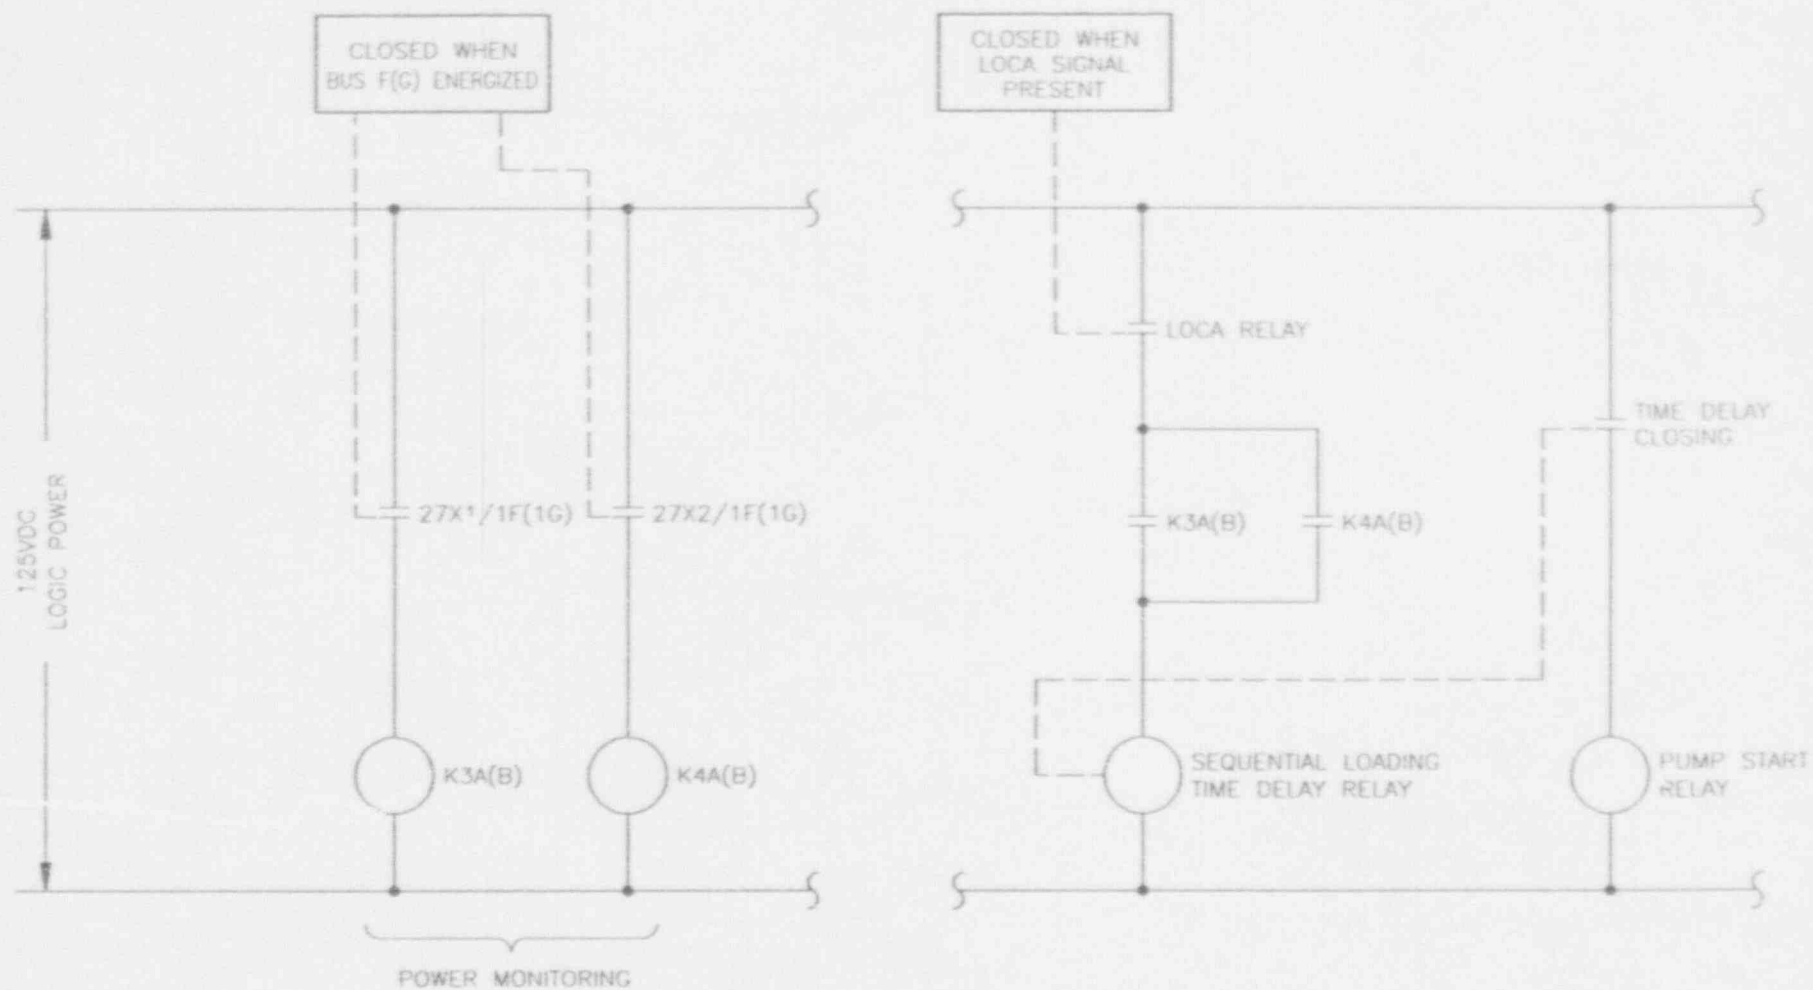 CLOSED WHEN
BUS F(G) ENERGIZED
CLOSED WHEN
LOCA SIGNAL
PRESENT
LOCA RELAY
TIME DELAY
CLOSING
125VDC
LOGIC POWER
27X1/1F(1G)
27X2/1F(1G)
K3A(B)
K4A(B)
K3A(B)
K4A(B)
SEQUENTIAL LOADING
TIME DELAY RELAY
PUMP START
RELAY
POWER MONITORING